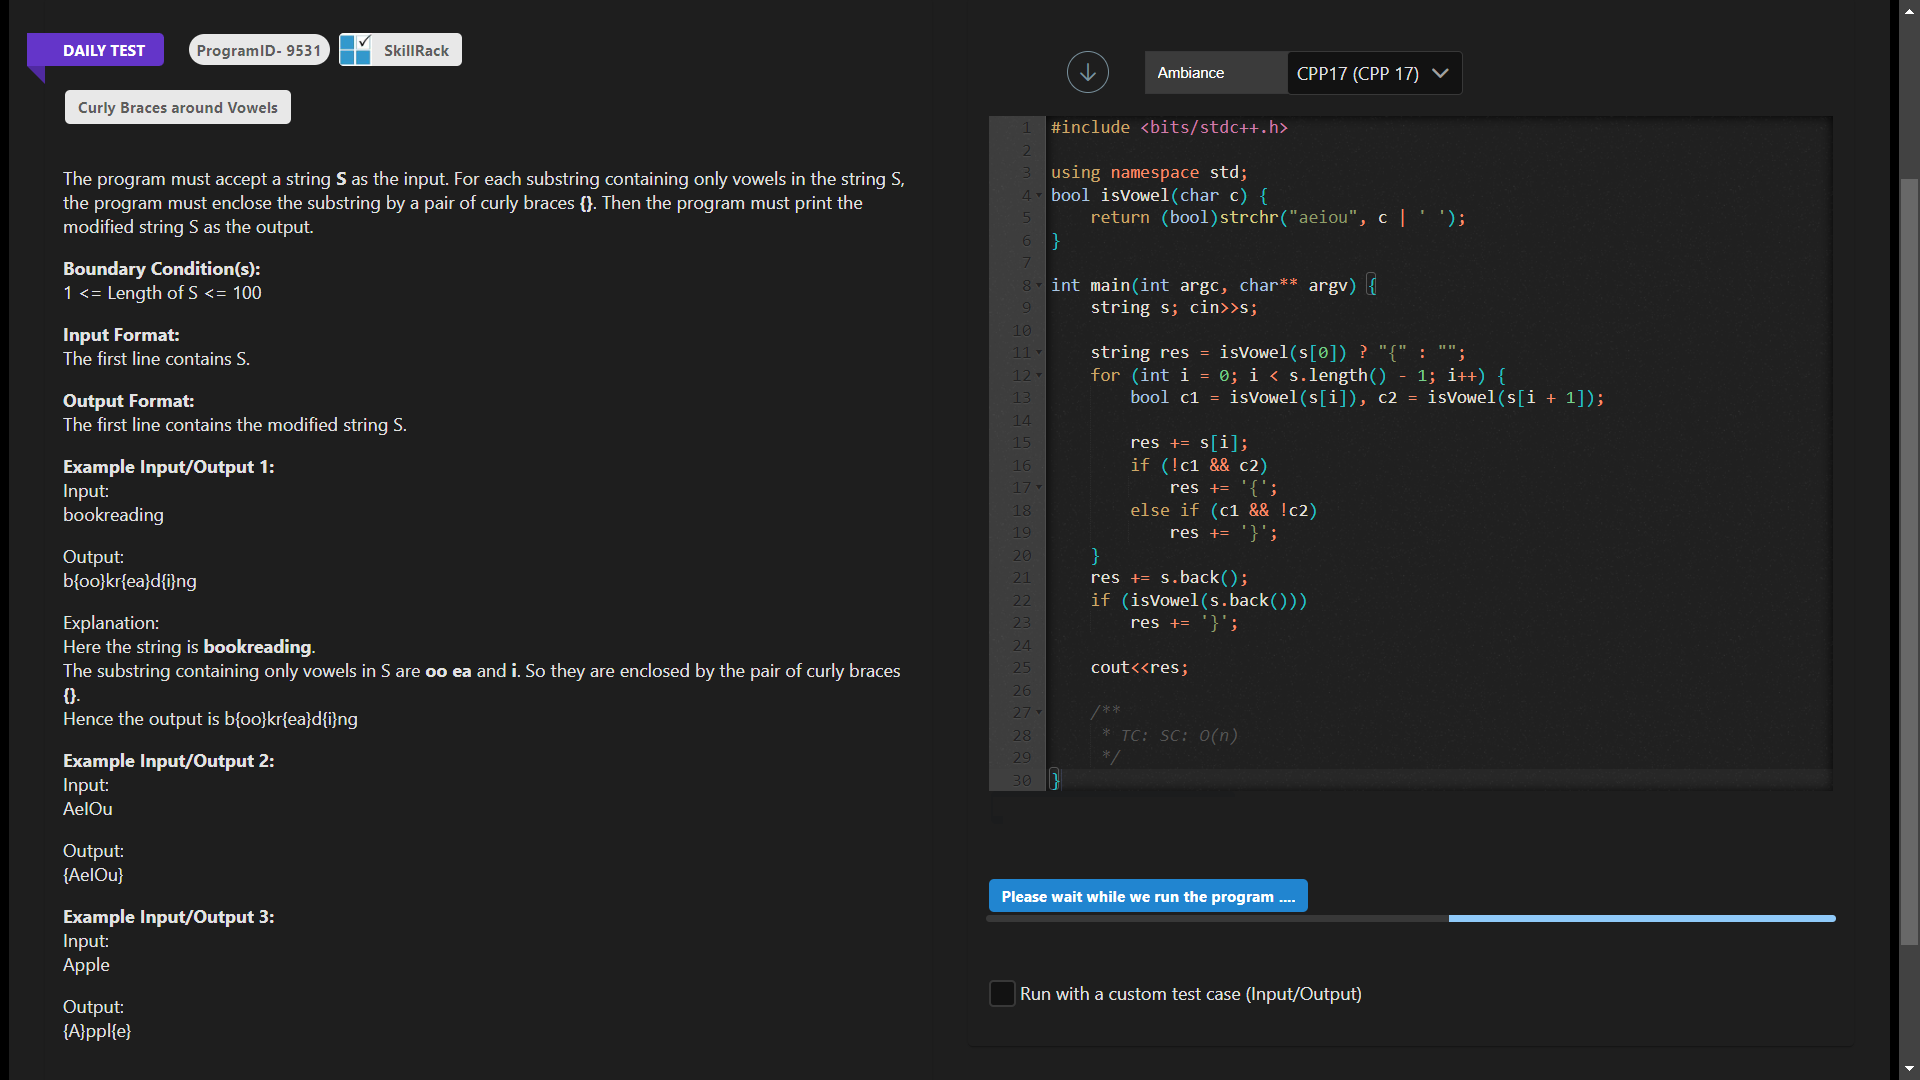 DAILY TEST
ProgramID- 9531
SkillRack
Curly Braces around Vowels
The program must accept a string S as the input. For each substring containing only vowels in the string S,
the program must enclose the substring by a pair of curly braces {}. Then the program must print the
modified string S as the output.
Boundary Condition(s):
1 <= Length of S <= 100
Input Format:
The first line contains S.
Output Format:
The first line contains the modified string S.
Example Input/Output 1:
Input:
bookreading
Output:
b{oo}kr{ea}d{i}ng
Explanation:
Here the string is bookreading.
The substring containing only vowels in S are oo ea and i. So they are enclosed by the pair of curly braces
{}.
Hence the output is b{oo}kr{ea}d{i}ng
Example Input/Output 2:
Input:
AeIOu
Output:
{AeIOu}
Example Input/Output 3:
Input:
Apple
Output:
{A}ppl{e}
Ambiance
CPP17 (CPP 17)
1 #include <bits/stdc++.h>
2
3 using namespace std;
4 bool isVowel(char c) {
5     return (bool)strchr("aeiou", c | ' ');
6 }
7
8 int main(int argc, char** argv) {
9     string s; cin>>s;
10
11     string res = isVowel(s[0]) ? "{" : "";
12     for (int i = 0; i < s.length() - 1; i++) {
13         bool c1 = isVowel(s[i]), c2 = isVowel(s[i + 1]);
14
15         res += s[i];
16         if (!c1 && c2)
17             res += '{';
18         else if (c1 && !c2)
19             res += '}';
20     }
21     res += s.back();
22     if (isVowel(s.back()))
23         res += '}';
24
25     cout<<res;
26
27     /**
28      * TC: SC: O(n)
29      */
30 }
Please wait while we run the program ....
Run with a custom test case (Input/Output)